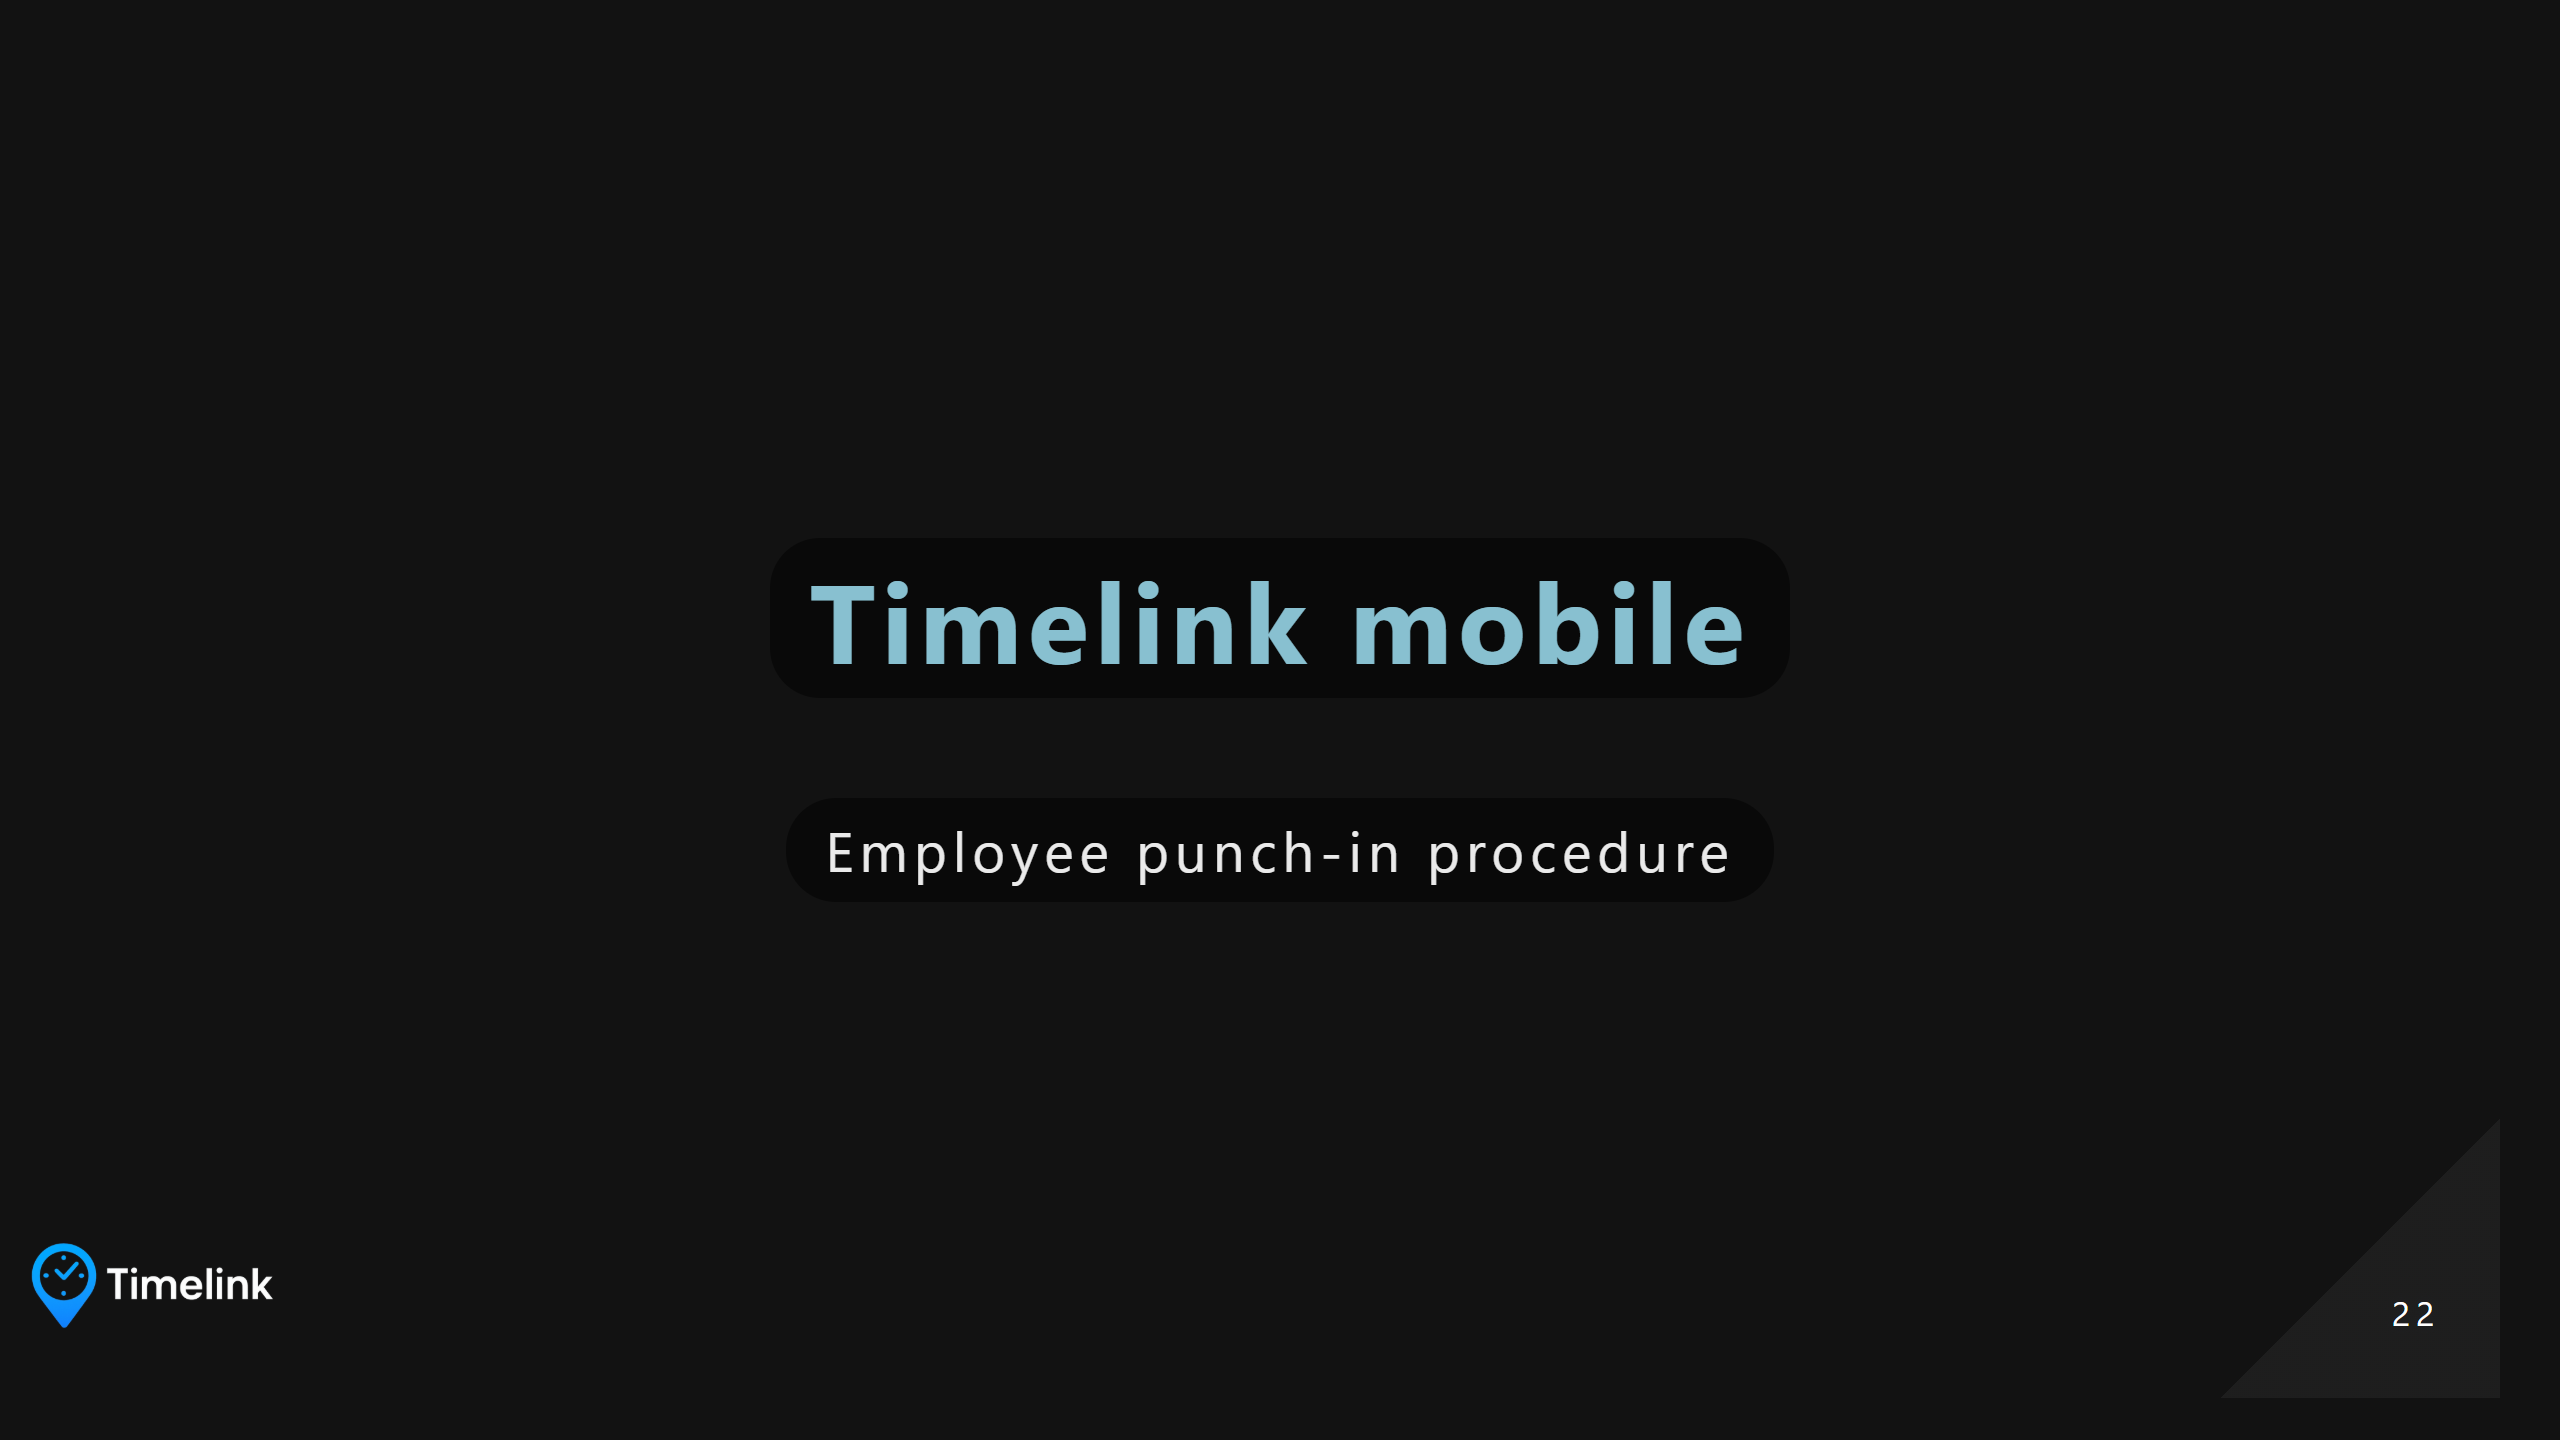 Timelink mobile
Employee punch-in procedure
Timelink
22